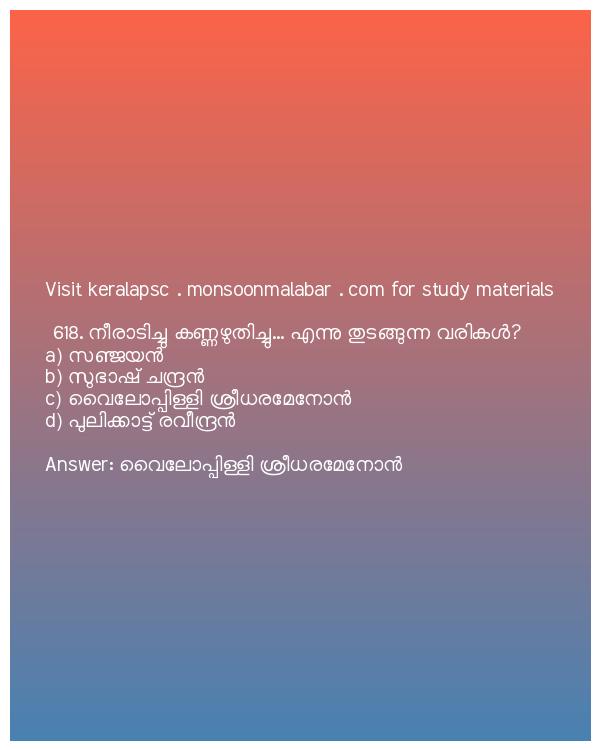 Visit keralapsc . monsoonmalabar . com for study materials
618. നീരാടിച്ച കണ്ണഴുതിച്ചു... എന്നു തുടങ്ങുന്ന വരികൾ?
a) സഞ്ജയൻ
b) സുഭാഷ് ചന്ദ്രൻ
c) വൈലോപ്പിള്ളി ശ്രീധരമേനോൻ
d) പുലിക്കാട്ട് രവീന്ദ്രൻ
Answer: വൈലോപ്പിള്ളി ശ്രീധരമേനോൻ